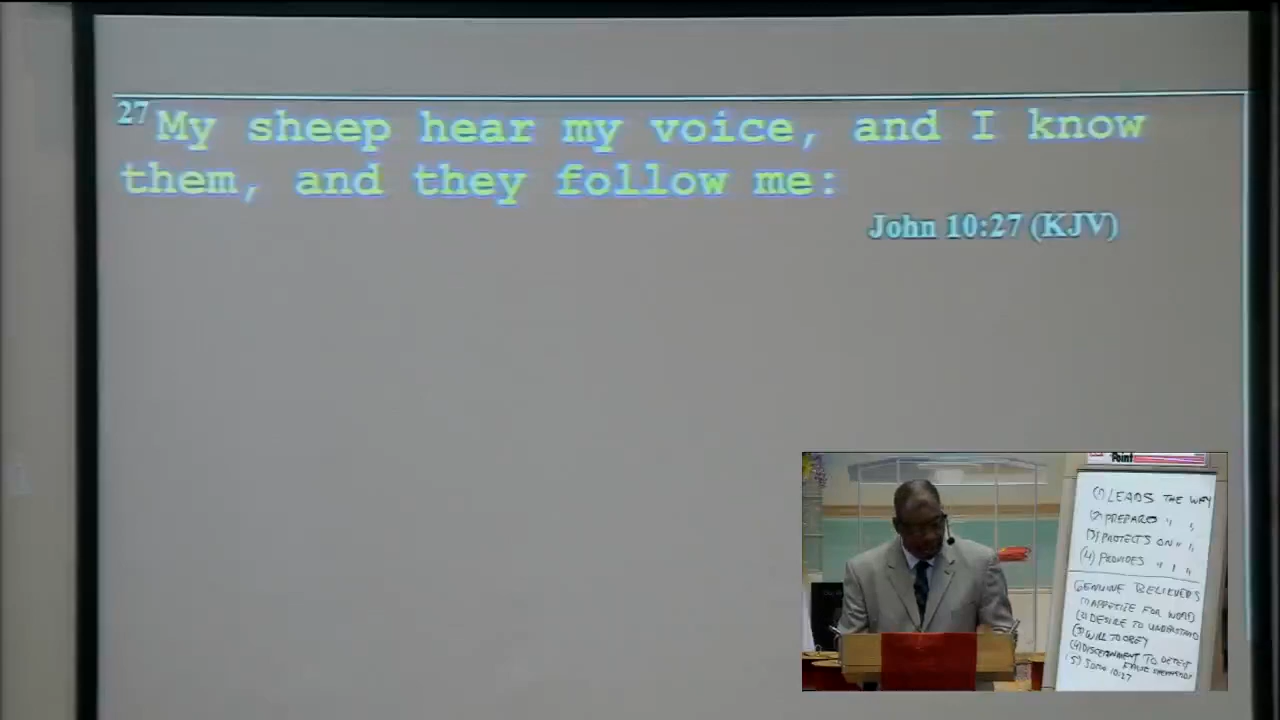 27 My sheep hear my voice, and I know
them, and they follow me:
John 10:27 (KJV)
Point
(1) LEADS THE WAY
(2) PREPARES " "
(3) PROTECTS ON " "
(4) PROVIDES " " "
GENUINE BELIEVERS
(1) APPETITE FOR WORD
(2) DESIRE TO UNDERSTAND
(3) WILL TO OBEY
(4) DISCERNMENT TO DETECT
FALSE SHEPHERDS
(5) JOHN 10:27